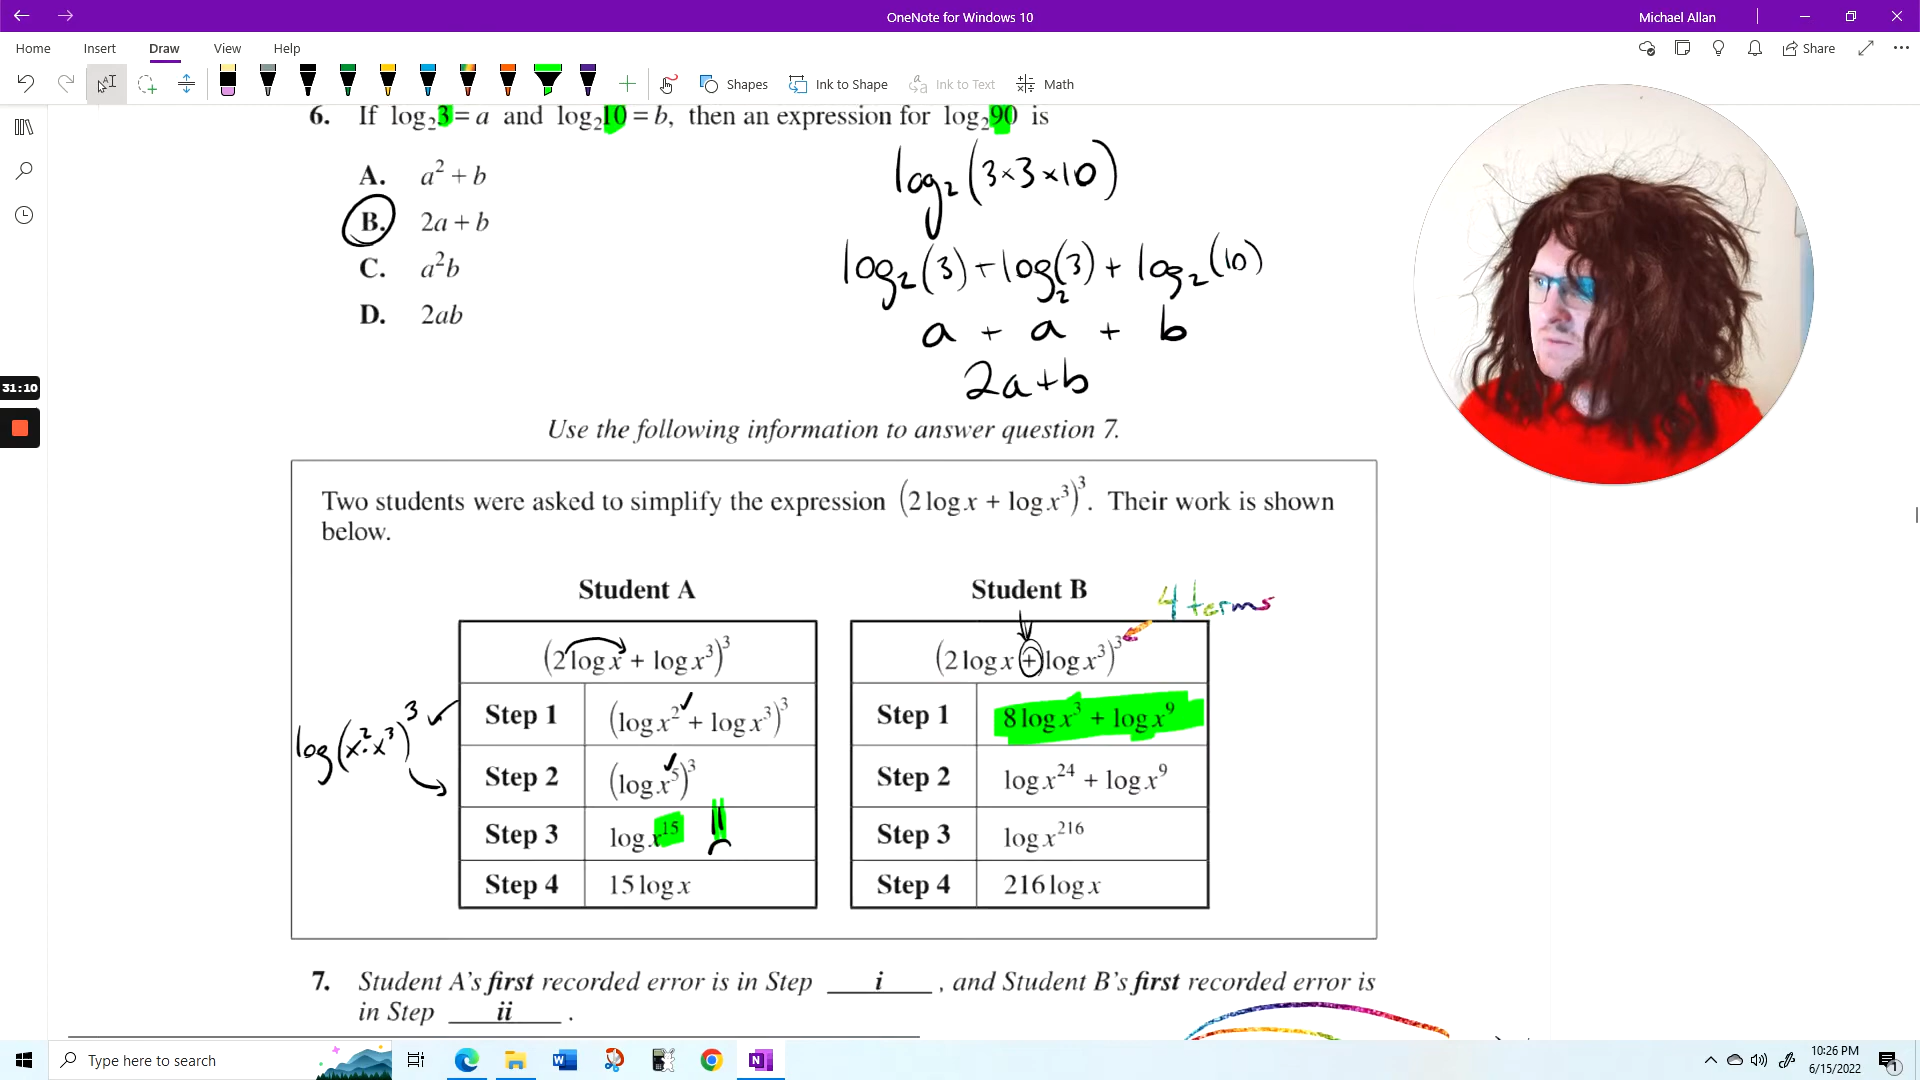 OneNote for Windows 10
Michael Allan
Home Insert Draw View Help
Share
Shapes Ink to Shape Ink to Text Math
6. If log₂3 = a and log₂10 = b, then an expression for log₂90 is
A. a² + b
B. 2a + b
C. a²b
D. 2ab
log₂(3×3×10)
log₂(3)+log₂(3)+log₂(10)
a + a + b
2a+b
31:10
Use the following information to answer question 7.
Two students were asked to simplify the expression (2 log x + log x³)³. Their work is shown
below.
Student A
(2 log x + log x³)³
Step 1 (log x² + log x³)³
Step 2 (log x⁵)³
Step 3 log x¹⁵
Step 4 15 log x
log(x²·x³)³
Student B
4 terms
(2 log x + log x³)³
Step 1 8 log x³ + log x⁹
Step 2 log x²⁴ + log x⁹
Step 3 log x²¹⁶
Step 4 216 log x
7. Student A's first recorded error is in Step i , and Student B's first recorded error is
in Step ii .
Type here to search
10:26 PM
6/15/2022
1